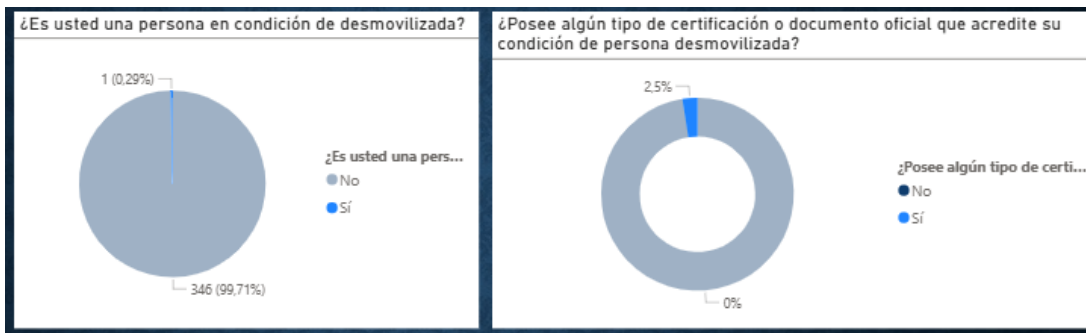 ¿Es usted una persona en condición de desmovilizada?
1 (0,29%)
346 (99,71%)
¿Es usted una pers...
No
Sí
¿Posee algún tipo de certificación o documento oficial que acredite su
condición de persona desmovilizada?
2,5%
0%
¿Posee algún tipo de certi...
No
Sí